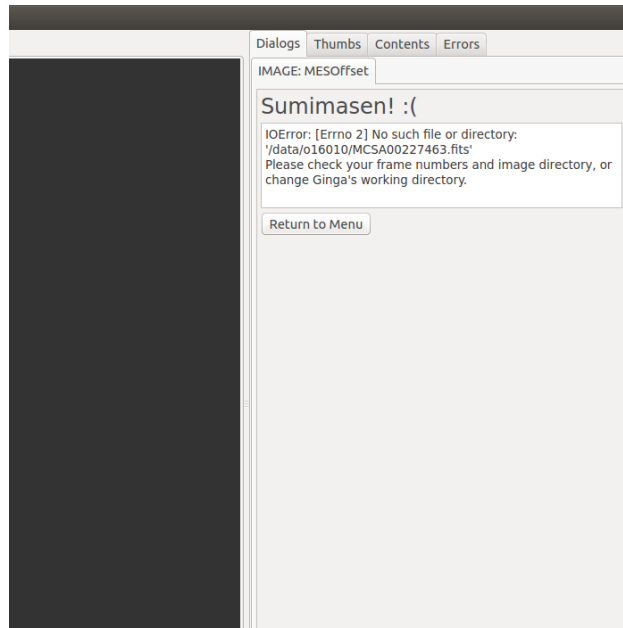 Dialogs Thumbs Contents Errors
IMAGE: MESOffset
Sumimasen! :(
IOError: [Errno 2] No such file or directory:
'/data/o16010/MCSA00227463.fits'
Please check your frame numbers and image directory, or
change Ginga's working directory.
Return to Menu